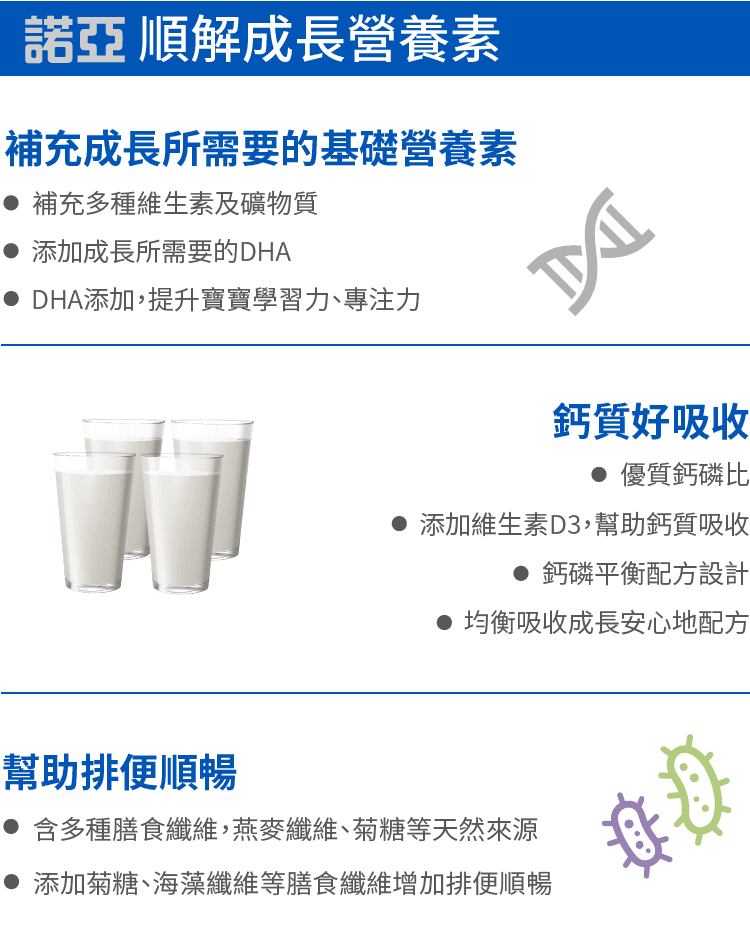 諾亞 順解成長營養素
補充成長所需要的基礎營養素
● 補充多種維生素及礦物質
● 添加成長所需要的DHA
● DHA添加,提升寶寶學習力、專注力
鈣質好吸收
● 優質鈣磷比
● 添加維生素D3,幫助鈣質吸收
● 鈣磷平衡配方設計
● 均衡吸收成長安心地配方
幫助排便順暢
● 含多種膳食纖維,燕麥纖維、菊糖等天然來源
● 添加菊糖、海藻纖維等膳食纖維增加排便順暢